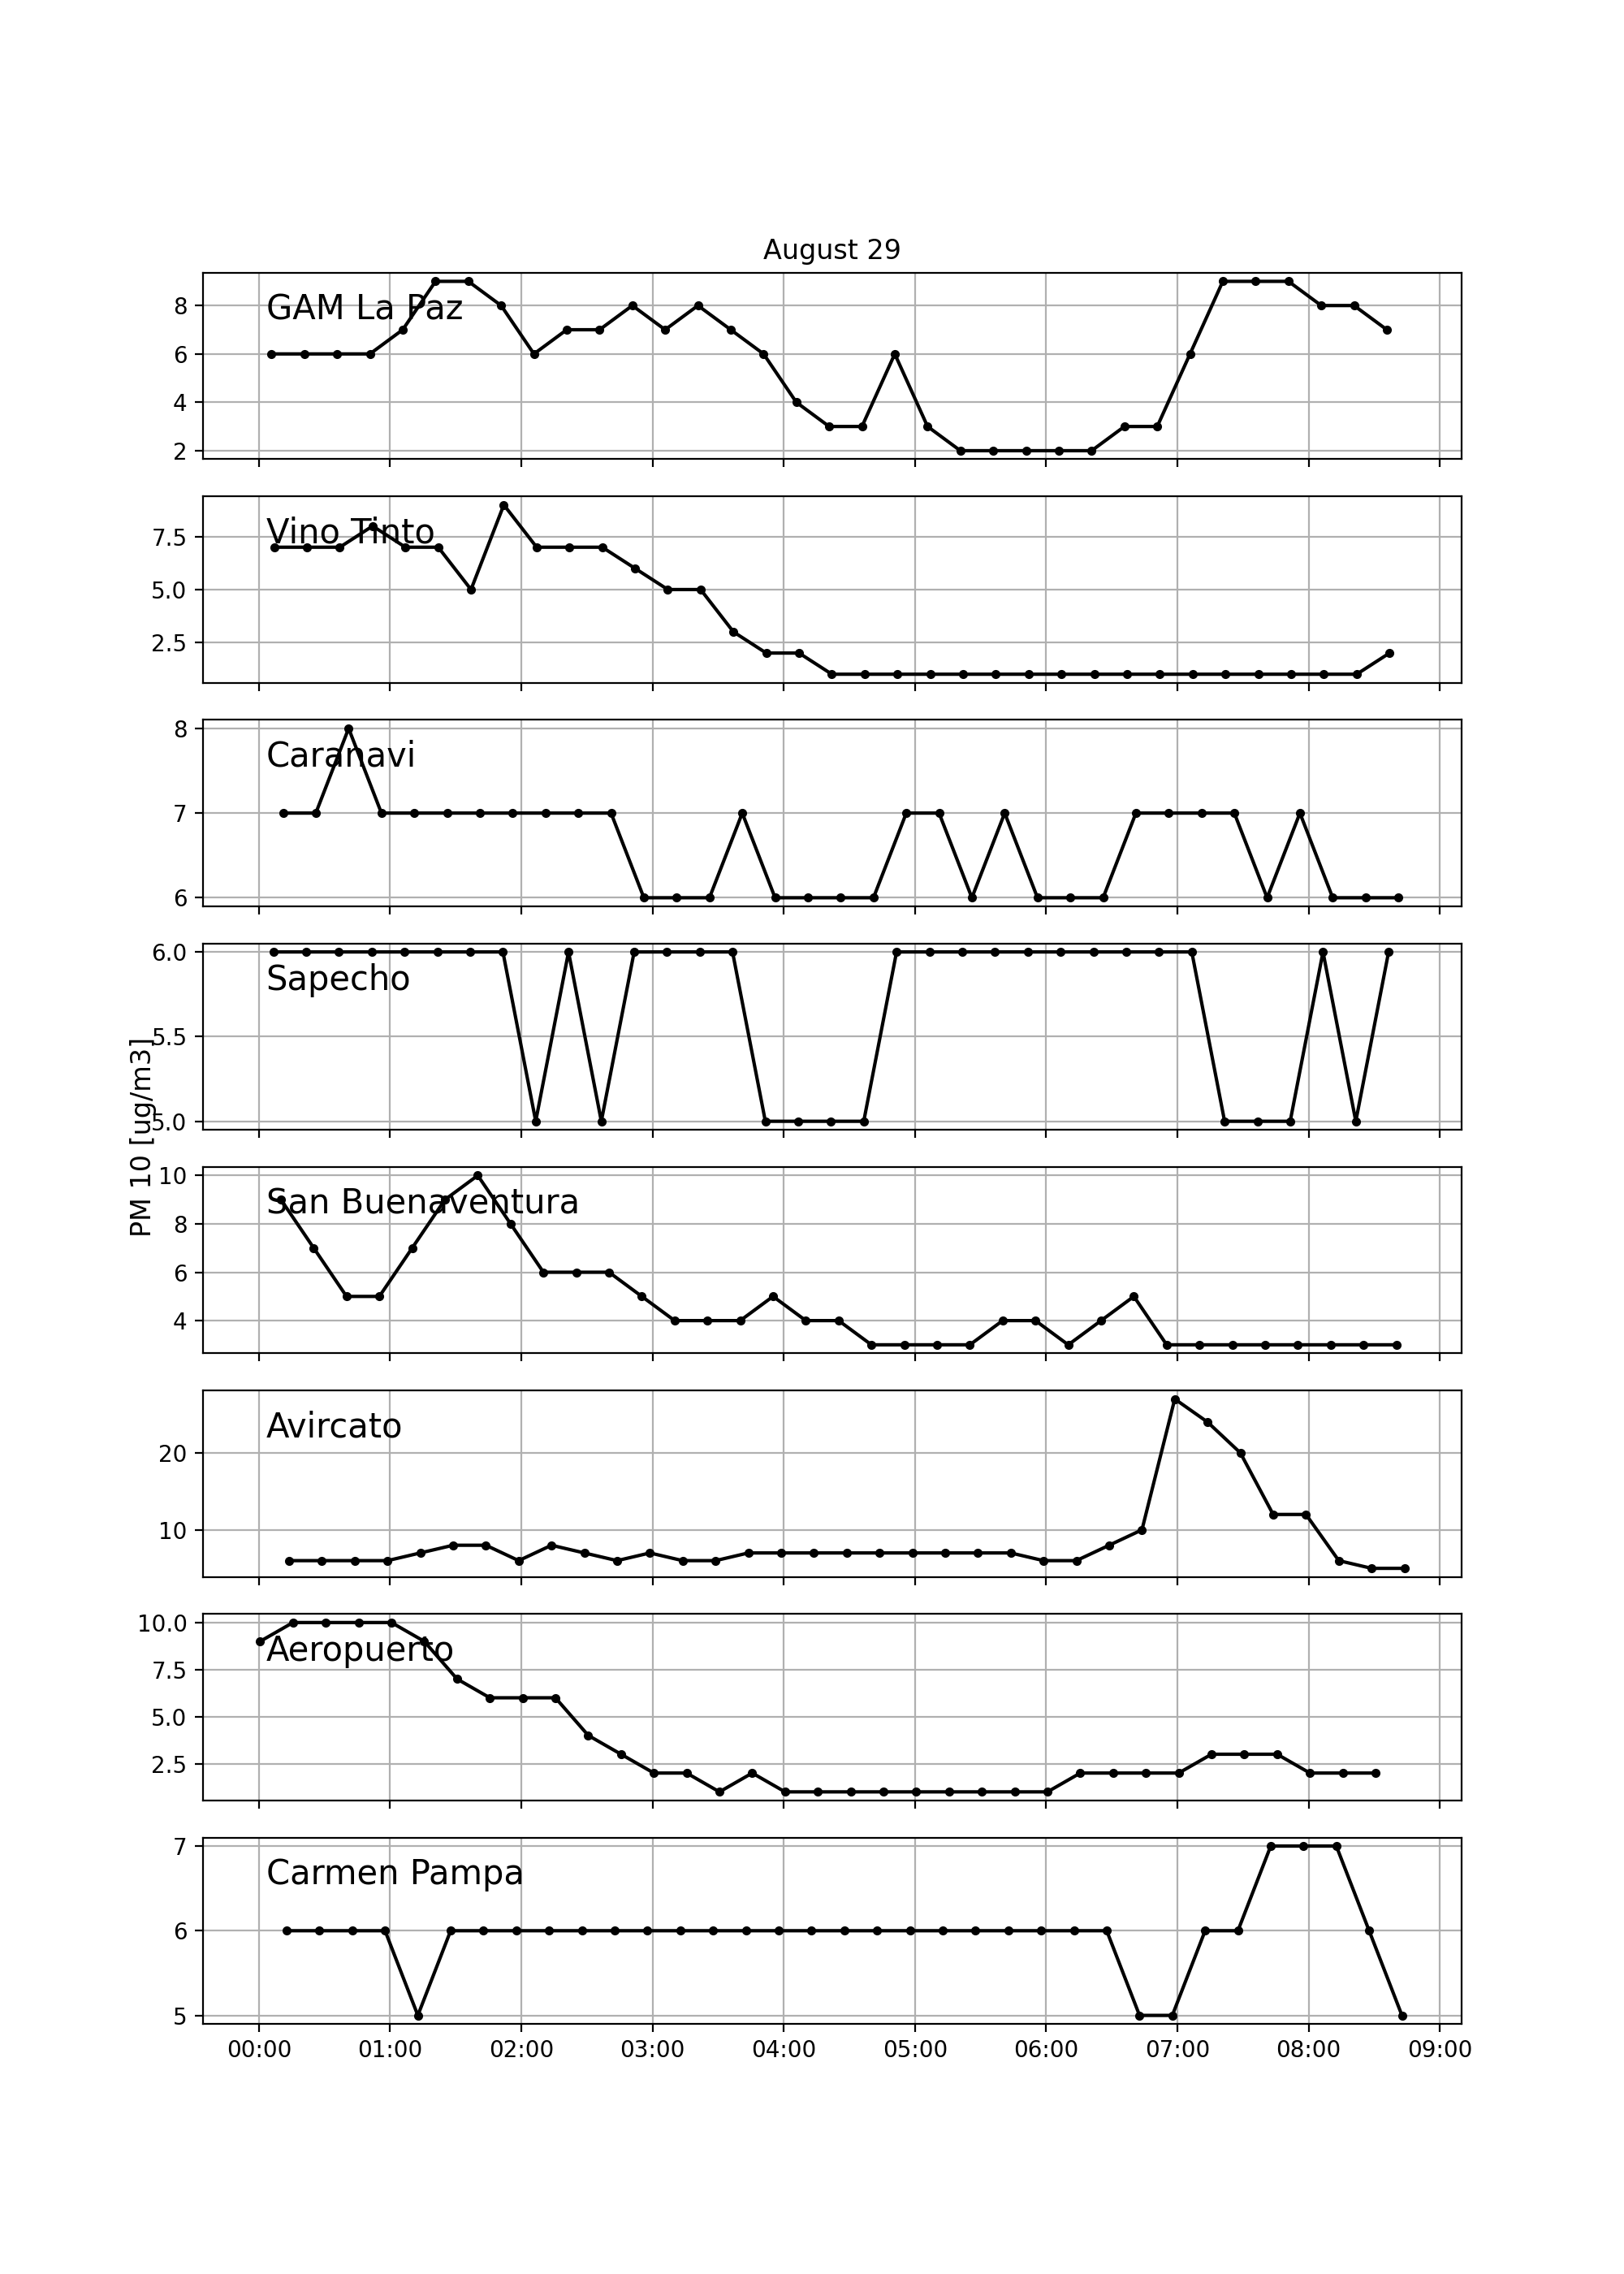 August 29
PM 10 [ug/m3]
GAM La Paz
8
6
4
2
Vino Tinto
7.5
5.0
2.5
Caranavi
8
7
6
Sapecho
6.0
5.5
5.0
San Buenaventura
10
8
6
4
Avircato
20
10
Aeropuerto
10.0
7.5
5.0
2.5
Carmen Pampa
7
6
5
00:00 01:00 02:00 03:00 04:00 05:00 06:00 07:00 08:00 09:00